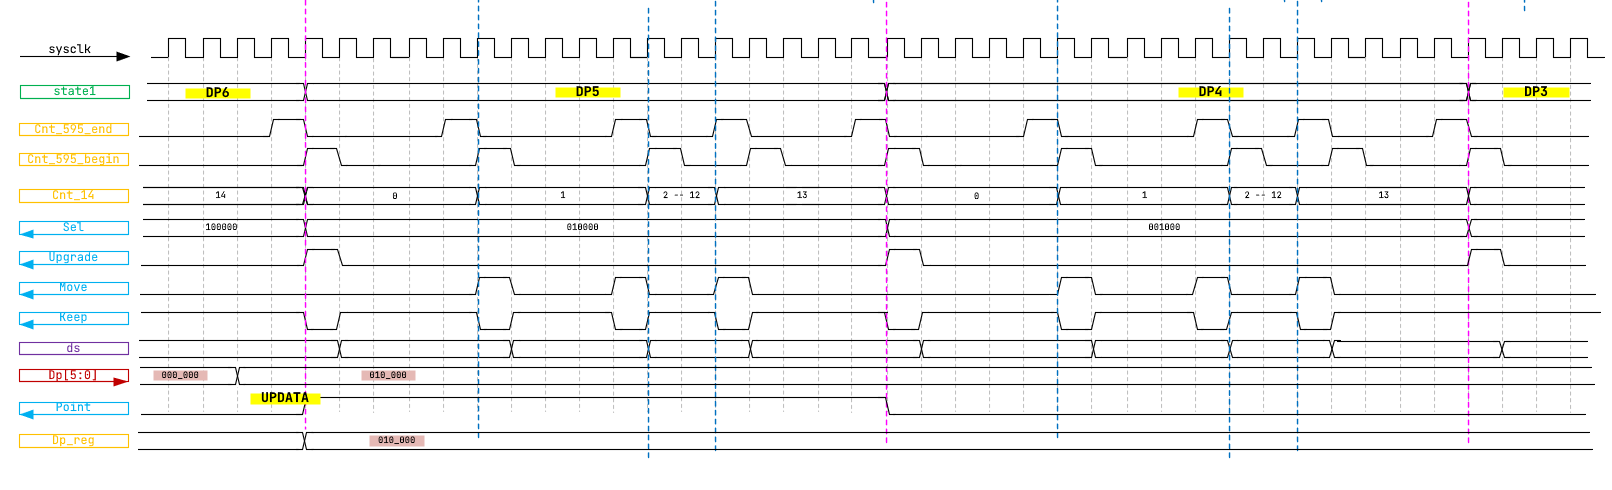 sysclk
state1 DP6 DP5 DP4 DP3
Cnt_595_end
Cnt_595_begin
Cnt_14 14 0 1 2 -- 12 13 0 1 2 -- 12 13
Sel 100000 010000 001000
Upgrade
Move
Keep
ds
Dp[5:0] 000_000 010_000
UPDATA
Point
Dp_reg 010_000